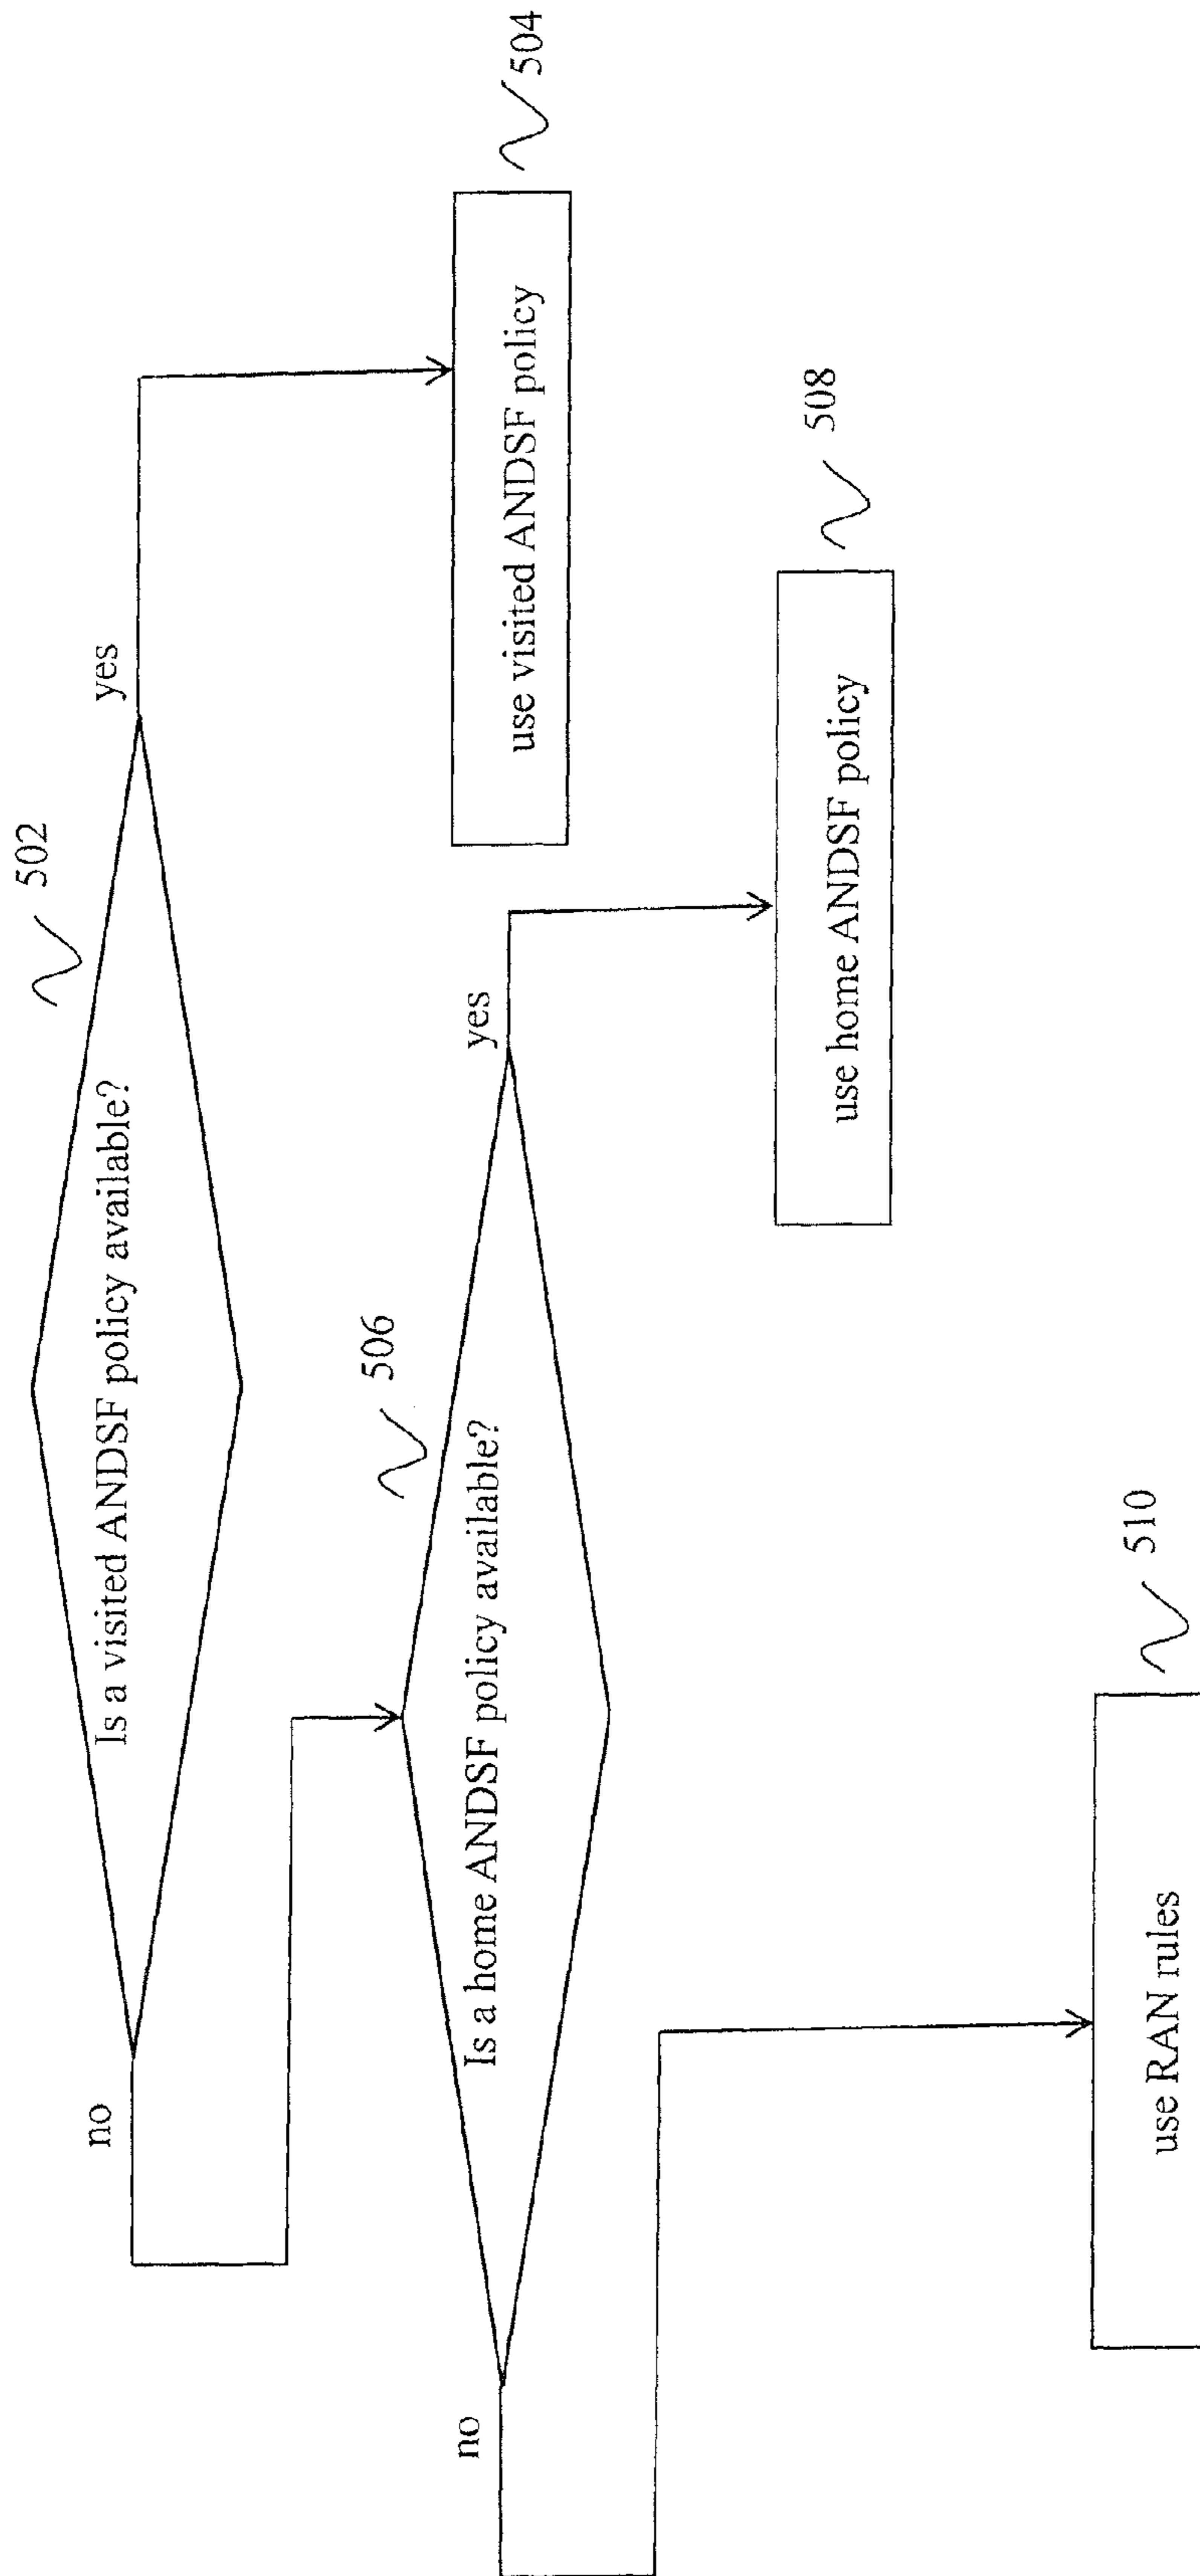 502
Is a visited ANDSF policy available?
yes
no
504
use visited ANDSF policy
506
Is a home ANDSF policy available?
yes
no
508
use home ANDSF policy
510
use RAN rules